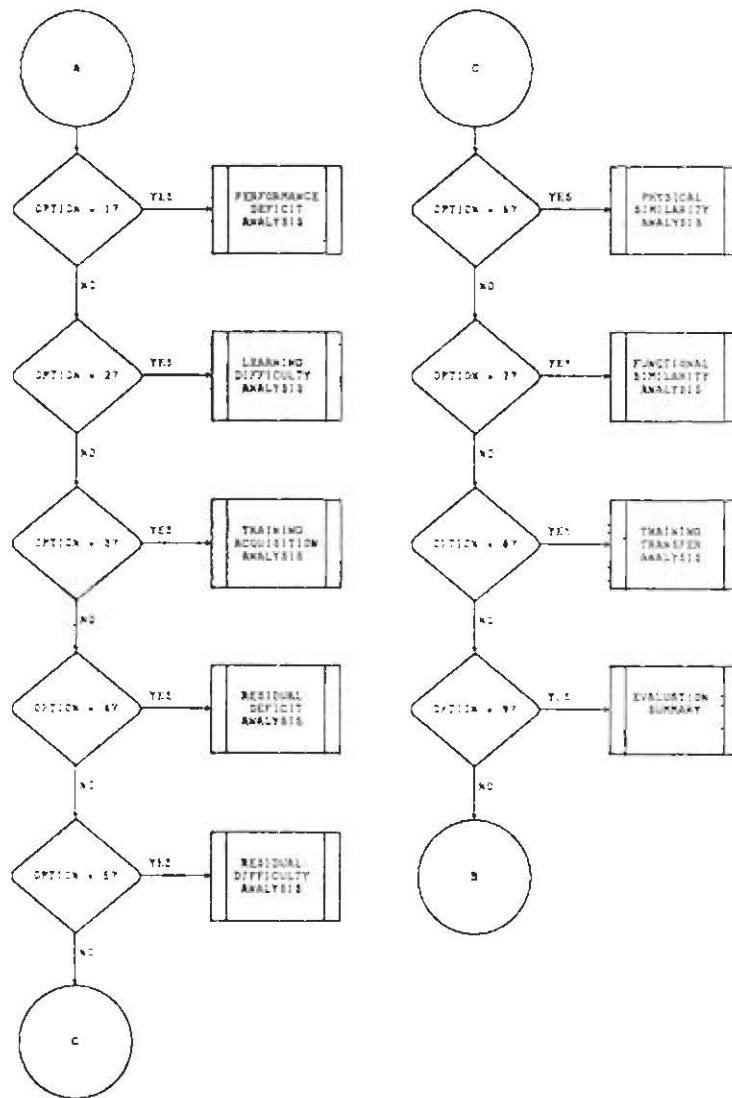 A
OPTION = 1?
YES
PERFORMANCE
DEFICIT
ANALYSIS
NO
OPTION = 2?
YES
LEARNING
DIFFICULTY
ANALYSIS
NO
OPTION = 3?
YES
TRAINING
ACQUISITION
ANALYSIS
NO
OPTION = 4?
YES
RESIDUAL
DEFICIT
ANALYSIS
NO
OPTION = 5?
YES
RESIDUAL
DIFFICULTY
ANALYSIS
NO
C
C
OPTION = 6?
YES
PHYSICAL
SIMILARITY
ANALYSIS
NO
OPTION = 7?
YES
FUNCTIONAL
SIMILARITY
ANALYSIS
NO
OPTION = 8?
YES
TRAINING
TRANSFER
ANALYSIS
NO
OPTION = 9?
YES
EVALUATION
SUMMARY
NO
B